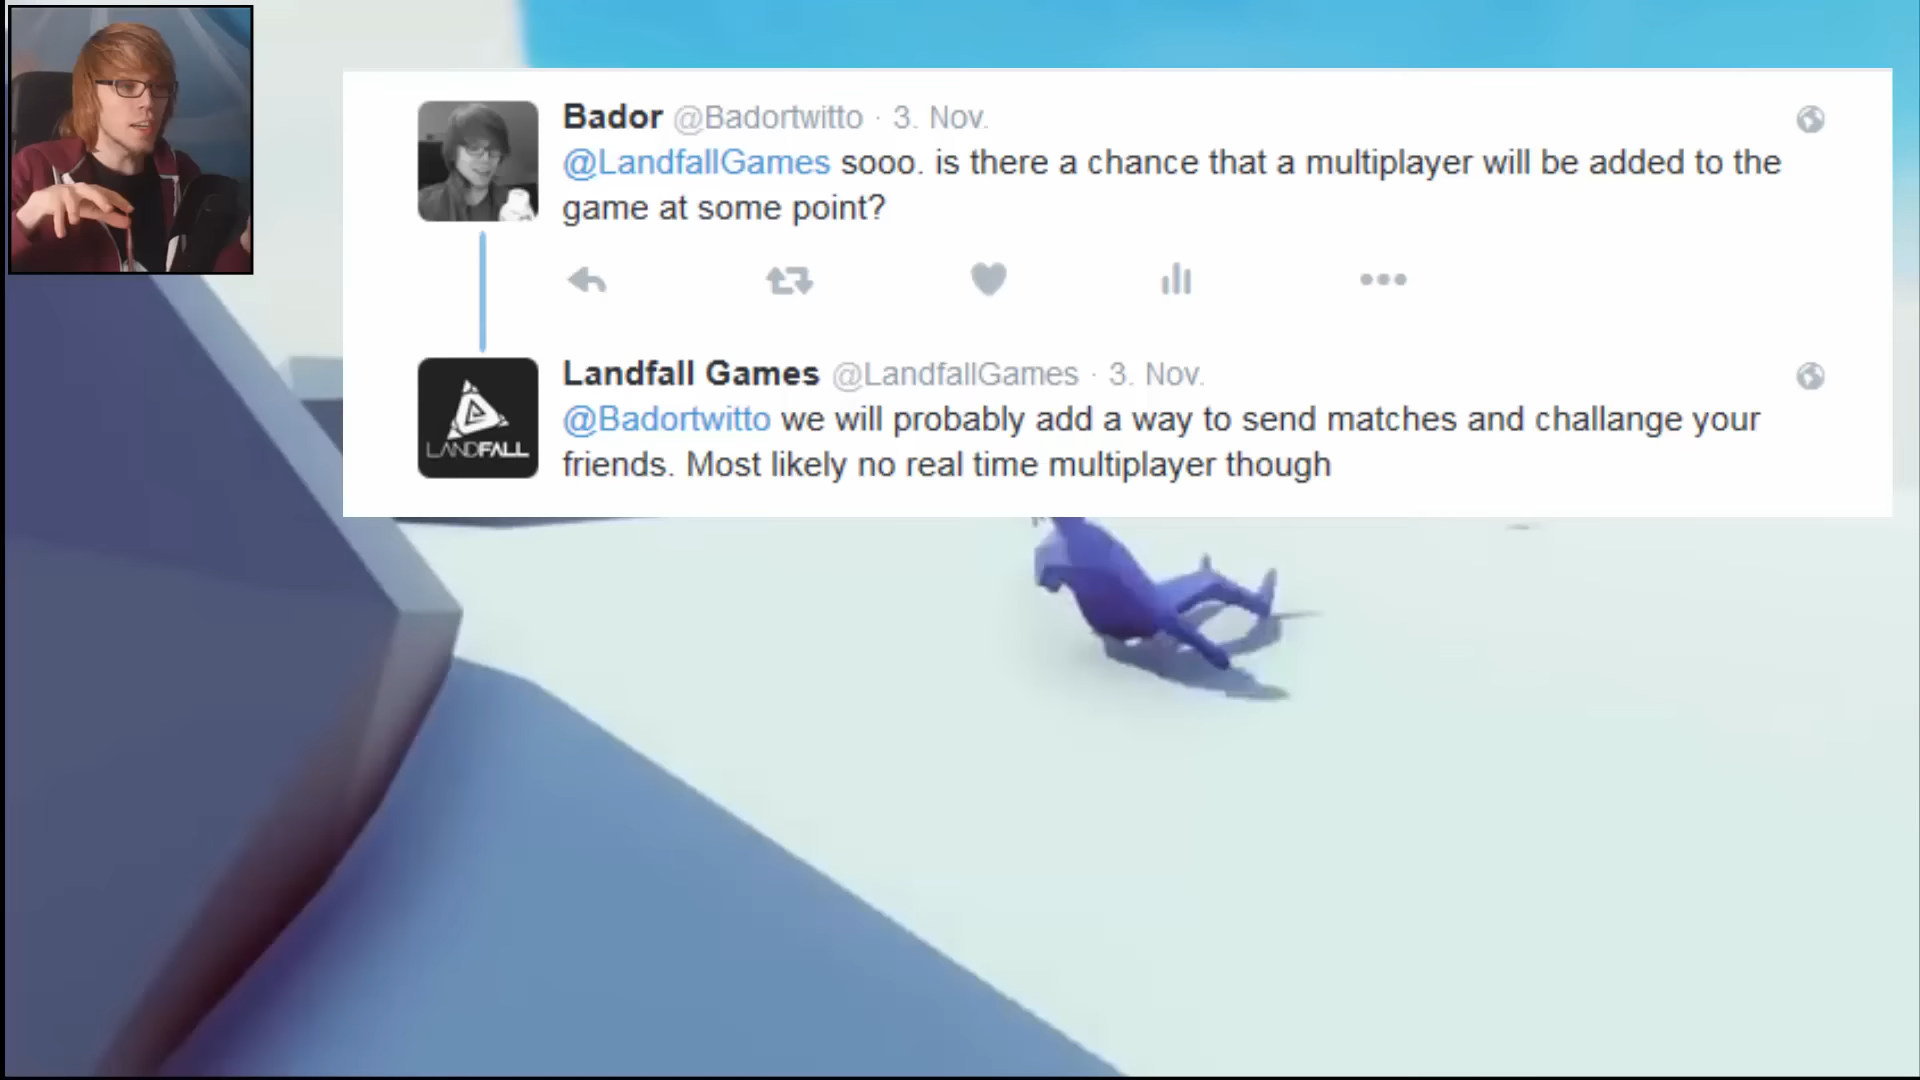 Bador @Badortwitto · 3. Nov.
@LandfallGames sooo. is there a chance that a multiplayer will be added to the
game at some point?
Landfall Games @LandfallGames · 3. Nov.
@Badortwitto we will probably add a way to send matches and challange your
friends. Most likely no real time multiplayer though
LANDFALL